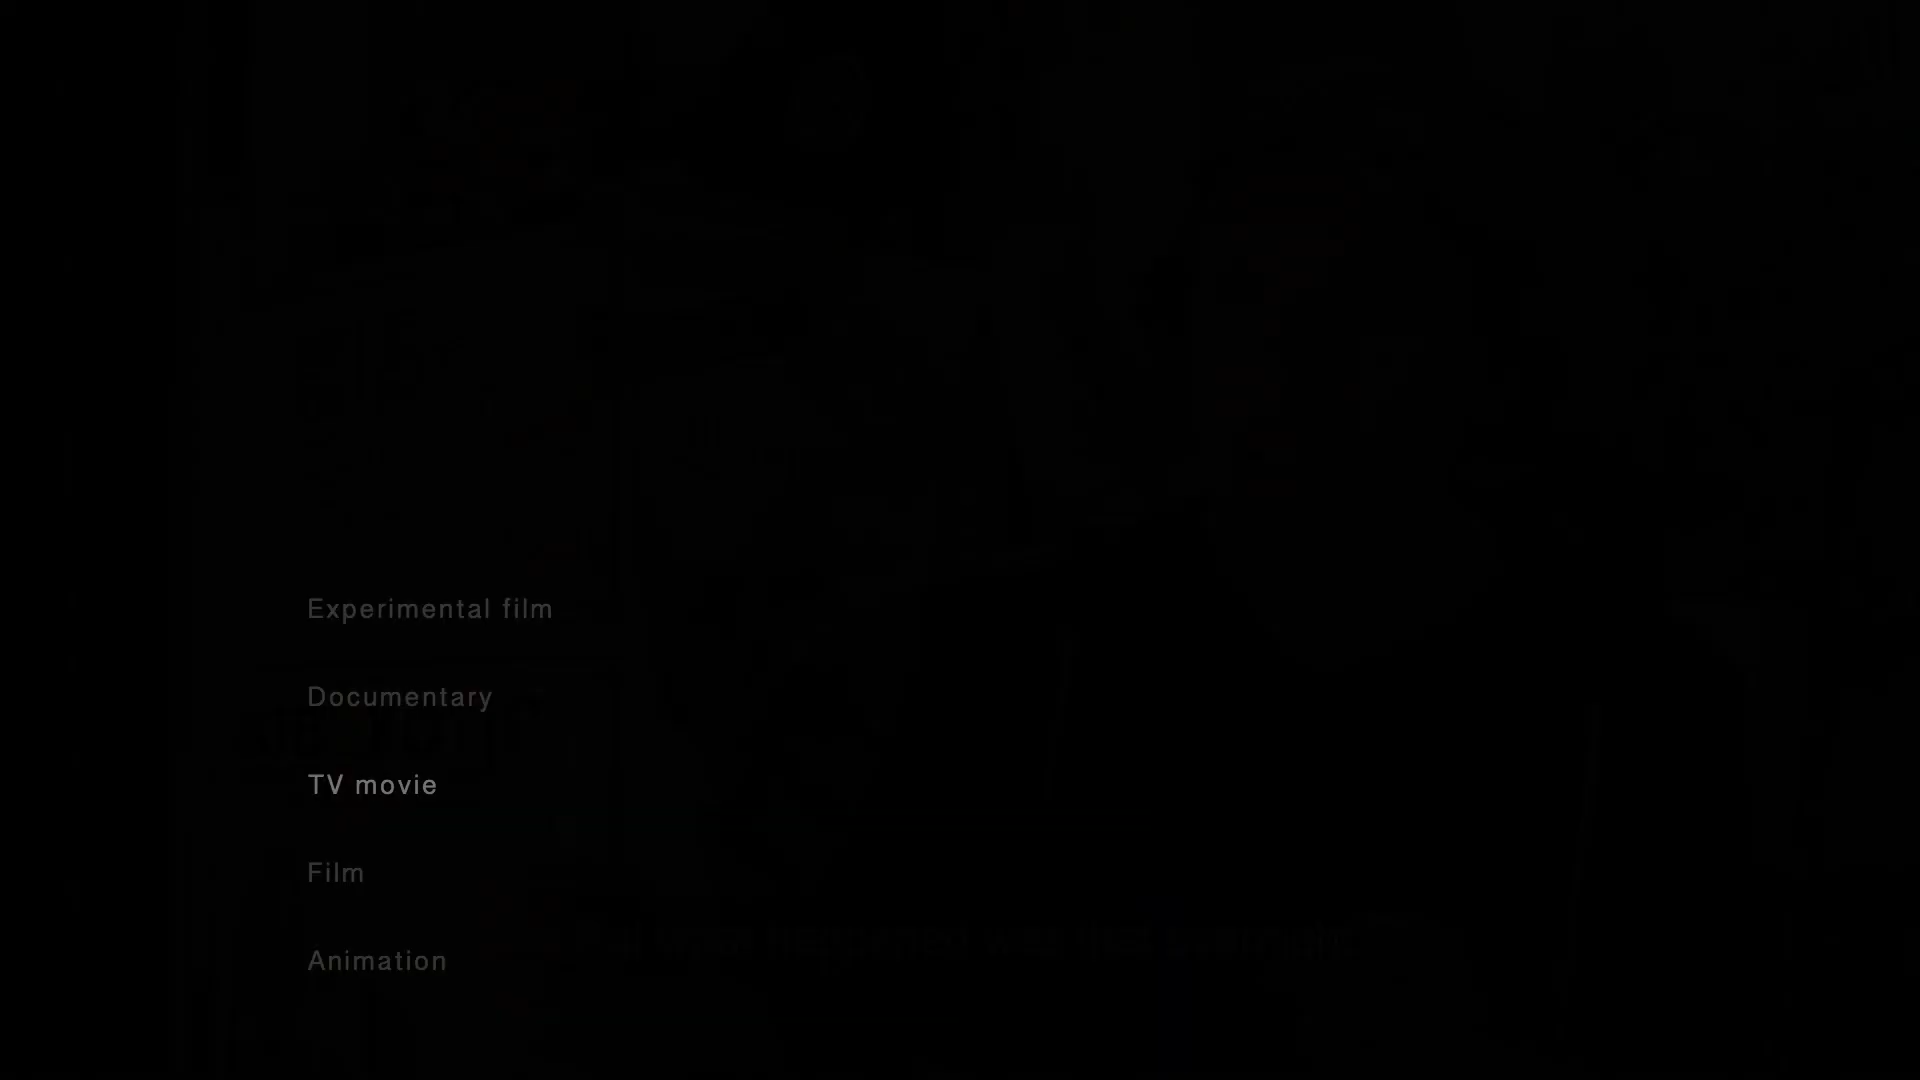 Experimental film
Documentary
TV movie
Film
Animation